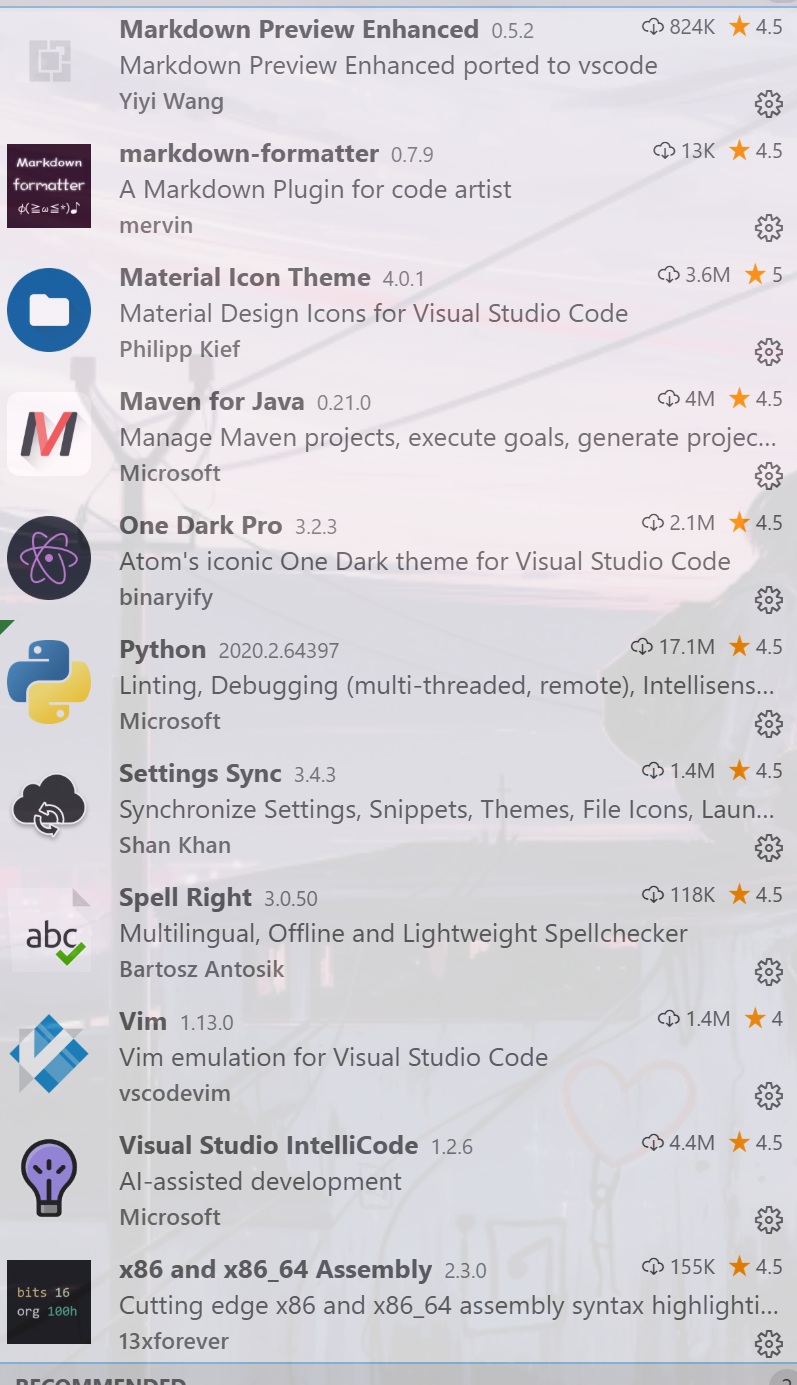 Markdown Preview Enhanced 0.5.2 824K 4.5
Markdown Preview Enhanced ported to vscode
Yiyi Wang
Markdown
formatter
φ(≧ω≦*)♪
markdown-formatter 0.7.9 13K 4.5
A Markdown Plugin for code artist
mervin
Material Icon Theme 4.0.1 3.6M 5
Material Design Icons for Visual Studio Code
Philipp Kief
Maven for Java 0.21.0 4M 4.5
Manage Maven projects, execute goals, generate projec...
Microsoft
One Dark Pro 3.2.3 2.1M 4.5
Atom's iconic One Dark theme for Visual Studio Code
binaryify
Python 2020.2.64397 17.1M 4.5
Linting, Debugging (multi-threaded, remote), Intellisens...
Microsoft
Settings Sync 3.4.3 1.4M 4.5
Synchronize Settings, Snippets, Themes, File Icons, Laun...
Shan Khan
abc
Spell Right 3.0.50 118K 4.5
Multilingual, Offline and Lightweight Spellchecker
Bartosz Antosik
Vim 1.13.0 1.4M 4
Vim emulation for Visual Studio Code
vscodevim
Visual Studio IntelliCode 1.2.6 4.4M 4.5
AI-assisted development
Microsoft
bits 16
org 100h
x86 and x86_64 Assembly 2.3.0 155K 4.5
Cutting edge x86 and x86_64 assembly syntax highlighti...
13xforever
RECOMMENDED